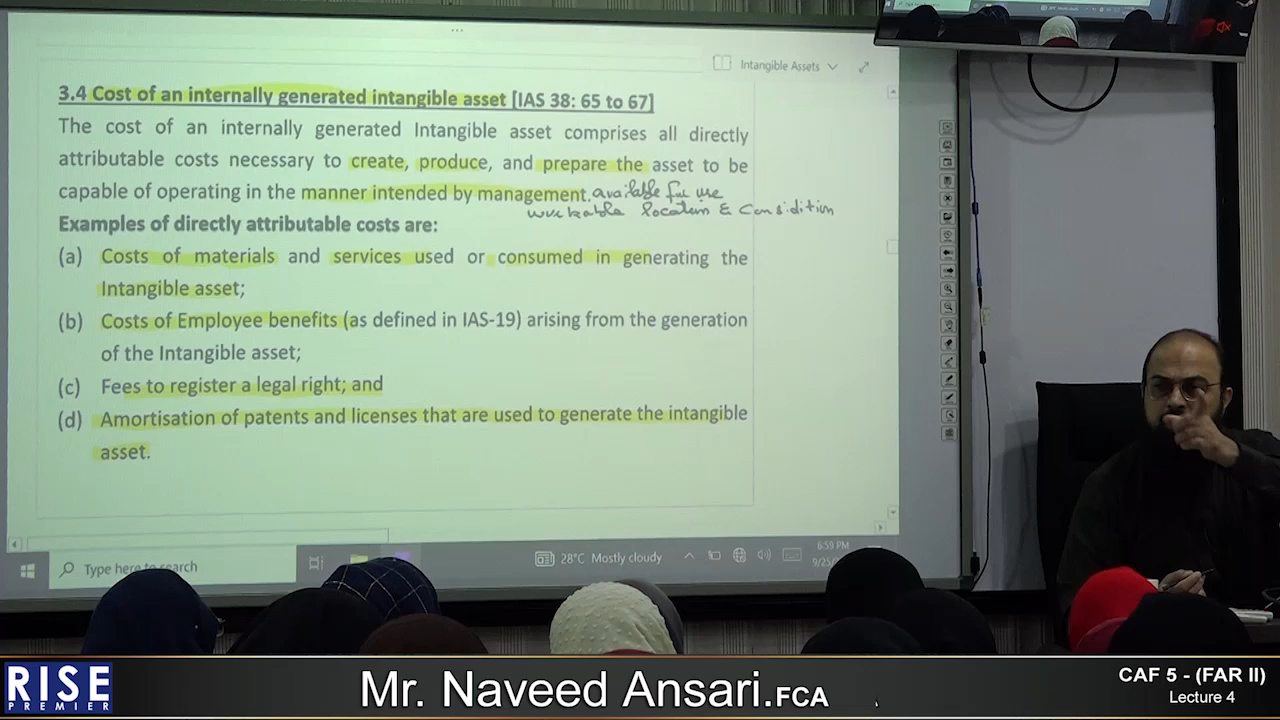 Intangible Assets
3.4 Cost of an internally generated intangible asset [IAS 38: 65 to 67]
The cost of an internally generated Intangible asset comprises all directly
attributable costs necessary to create, produce, and prepare the asset to be
capable of operating in the manner intended by management. available for use
location &
Examples of directly attributable costs are:
(a) Costs of materials and services used or consumed in generating the
Intangible asset;
(b) Costs of Employee benefits (as defined in IAS-19) arising from the generation
of the Intangible asset;
(c) Fees to register a legal right; and
(d) Amortisation of patents and licenses that are used to generate the intangible
asset.
Type here to search
28°C Mostly cloudy
6:59 PM
RISE
PREMIER
Mr. Naveed Ansari.FCA
CAF 5 - (FAR II)
Lecture 4